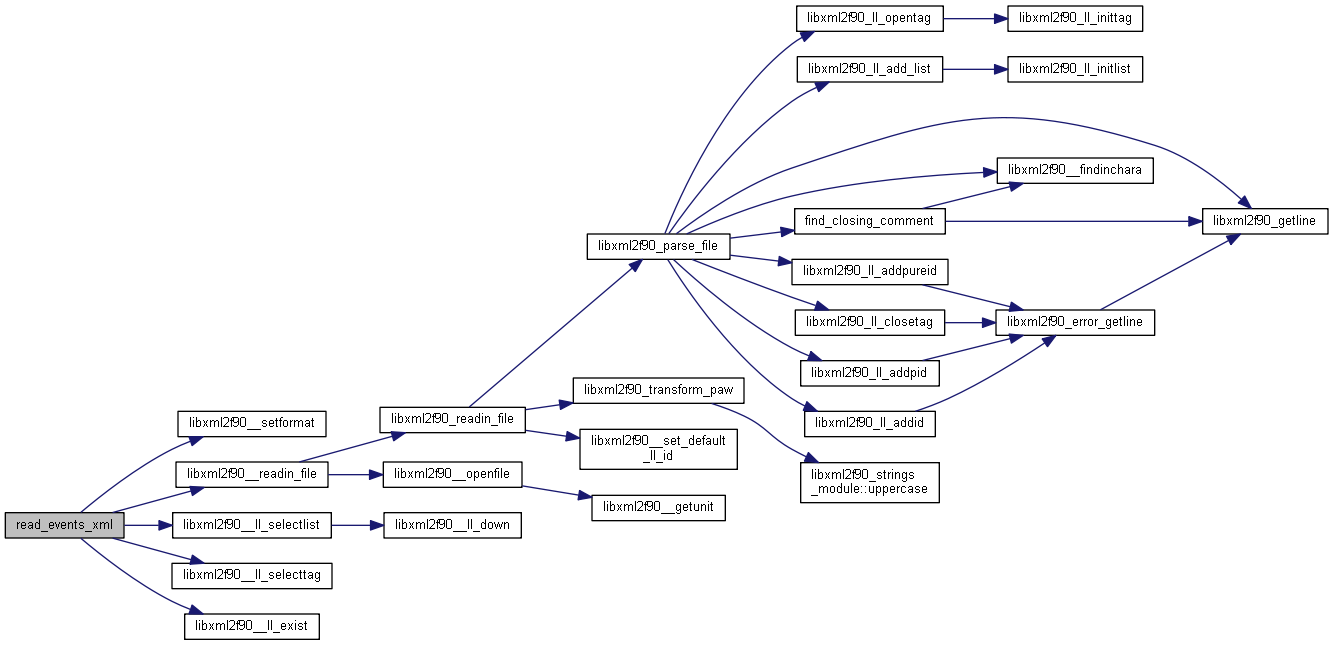 libxml2f90_ll_opentag
libxml2f90_ll_inittag
libxml2f90_ll_add_list
libxml2f90_ll_initlist
libxml2f90__findinchara
find_closing_comment
libxml2f90_getline
libxml2f90_parse_file
libxml2f90_ll_addpureid
libxml2f90_ll_closetag
libxml2f90_error_getline
libxml2f90_ll_addpid
libxml2f90_transform_paw
libxml2f90_ll_addid
libxml2f90__setformat
libxml2f90_readin_file
libxml2f90__set_default
_ll_id
libxml2f90__readin_file
libxml2f90__openfile
libxml2f90_strings
_module::uppercase
libxml2f90__getunit
read_events_xml
libxml2f90__ll_selectlist
libxml2f90__ll_down
libxml2f90__ll_selecttag
libxml2f90__ll_exist